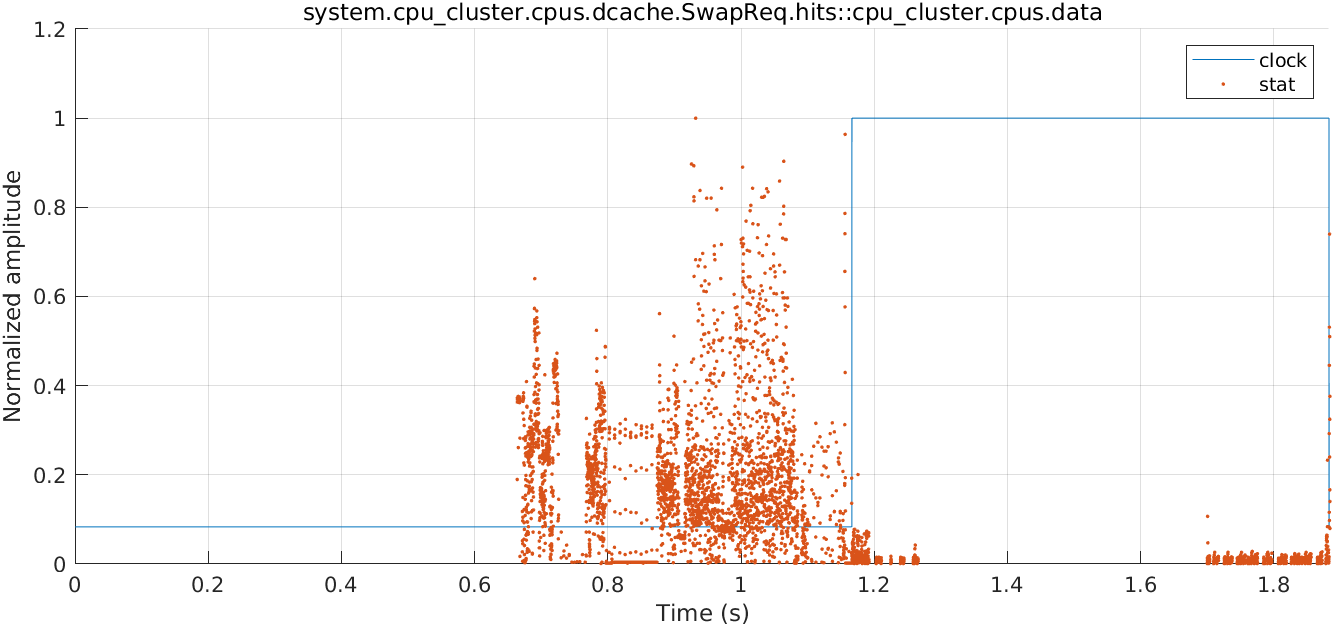 system.cpu_cluster.cpus.dcache.SwapReq.hits::cpu_cluster.cpus.data
1.2
clock
stat
1
0.8
Normalized amplitude
0.6
0.4
0.2
0
0 0.2 0.4 0.6 0.8 1 1.2 1.4 1.6 1.8
Time (s)